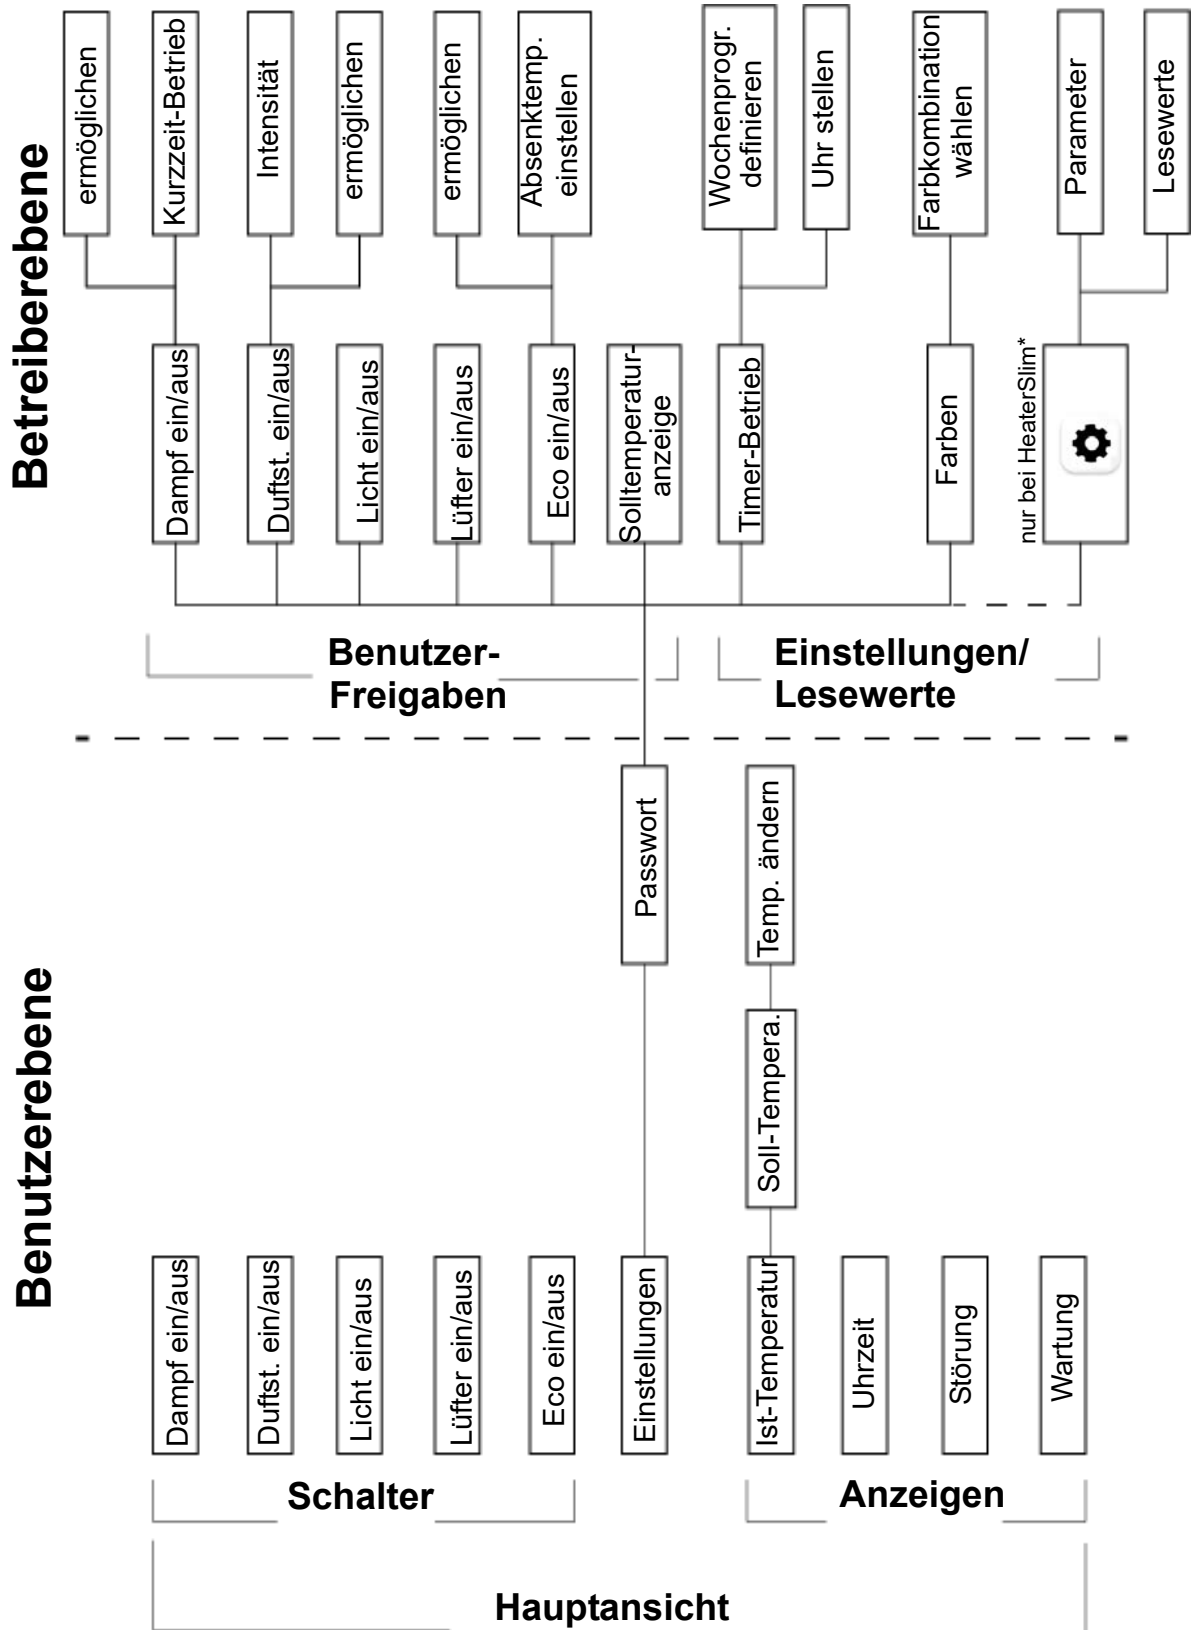 Betreiberebene
ermöglichen
Kurzzeit-Betrieb
Intensität
ermöglichen
ermöglichen
Absenktemp.
einstellen
Wochenprogr.
definieren
Uhr stellen
Farbkombination
wählen
Parameter
Lesewerte
Dampf ein/aus
Duftst. ein/aus
Licht ein/aus
Lüfter ein/aus
Eco ein/aus
Solltemperatur-
anzeige
Timer-Betrieb
Farben
nur bei HeaterSlim*
Benutzer-
Freigaben
Einstellungen/
Lesewerte
Benutzerebene
Passwort
Temp. ändern
Soll-Tempera.
Dampf ein/aus
Duftst. ein/aus
Licht ein/aus
Lüfter ein/aus
Eco ein/aus
Einstellungen
Ist-Temperatur
Uhrzeit
Störung
Wartung
Schalter
Anzeigen
Hauptansicht